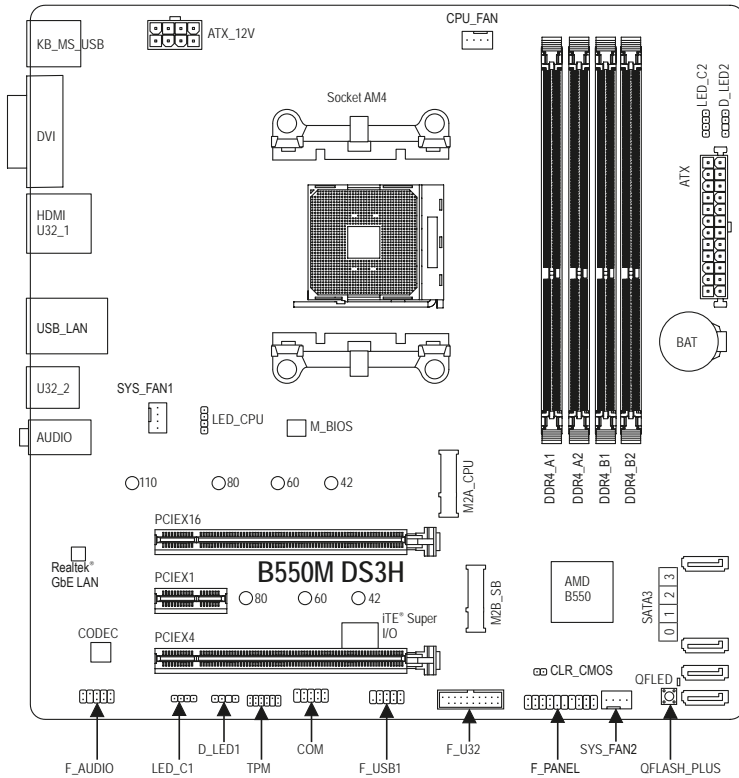 CPU_FAN
KB_MS_USB
ATX_12V
LED_C2
D_LED2
Socket AM4
DVI
ATX
HDMI
U32_1
USB_LAN
BAT
U32_2
SYS_FAN1
LED_CPU
M_BIOS
AUDIO
DDR4_A1
DDR4_A2
DDR4_B1
DDR4_B2
M2A_CPU
110
80
60
42
PCIEX16
Realtek®
GbE LAN
B550M DS3H
PCIEX1
80
60
42
M2B_SB
AMD
B550
SATA3
3
2
1
0
CODEC
PCIEX4
iTE® Super
I/O
CLR_CMOS
QFLED
F_AUDIO
LED_C1
D_LED1
TPM
COM
F_USB1
F_U32
F_PANEL
SYS_FAN2
QFLASH_PLUS